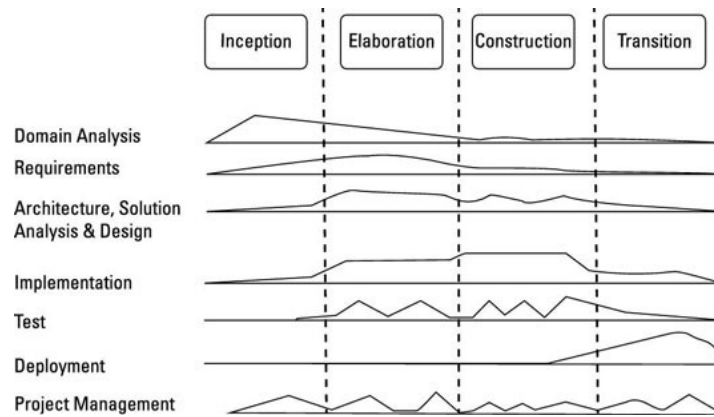 Inception Elaboration Construction Transition
Domain Analysis
Requirements
Architecture, Solution
Analysis & Design
Implementation
Test
Deployment
Project Management